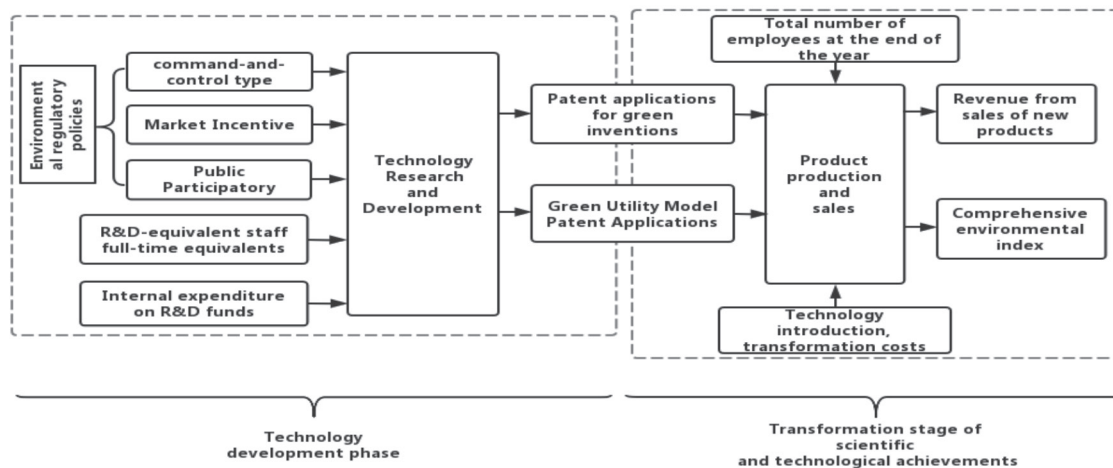 Environment
al regulatory
policies
command-and-
control type
Market Incentive
Public
Participatory
R&D-equivalent staff
full-time equivalents
Internal expenditure
on R&D funds
Technology
Research
and
Development
Patent applications
for green
inventions
Green Utility Model
Patent Applications
Total number of
employees at the end of
the year
Product
production
and
sales
Technology
introduction,
transformation costs
Revenue from
sales of new
products
Comprehensive
environmental
index
Technology
development phase
Transformation stage of
scientific
and technological achievements